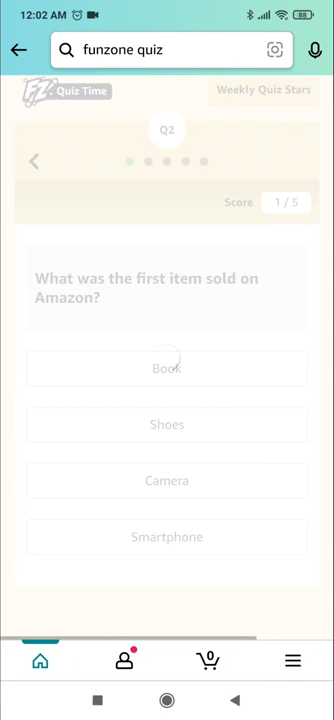 12:02 AM
88
funzone quiz
FZ Quiz Time
Weekly Quiz Stars
Q2
Score 1 / 5
What was the first item sold on
Amazon?
Book
Shoes
Camera
Smartphone
0